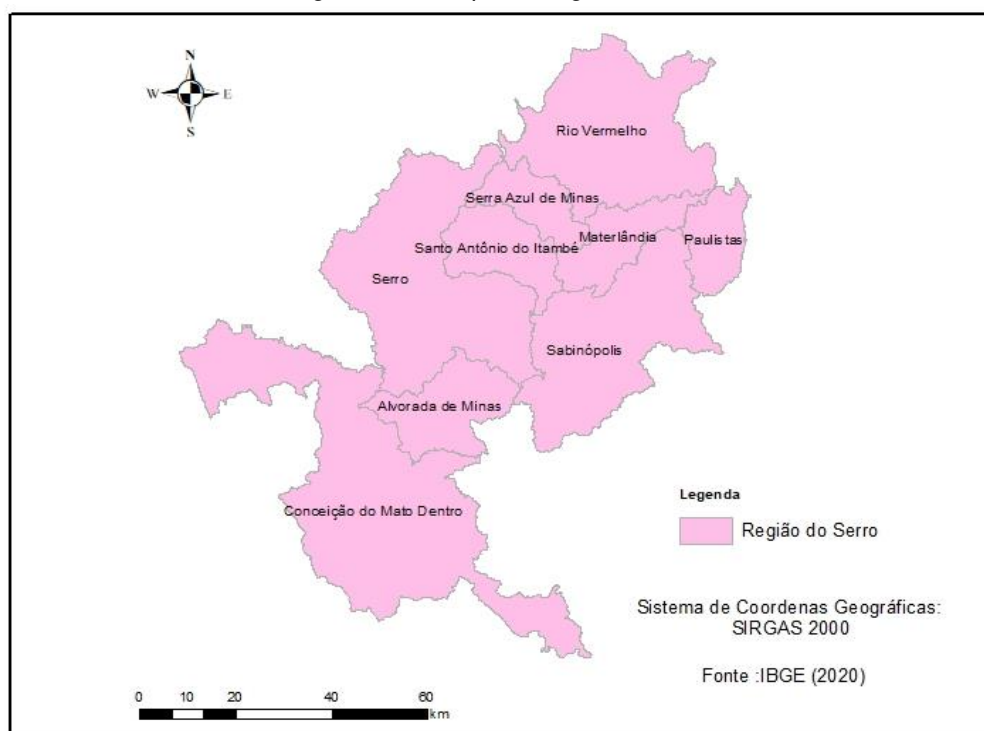 N
W E
S
Rio Vermelho
Serra Azul de Minas
Materlândia
Paulistas
Santo Antônio do Itambé
Serro
Sabinópolis
Alvorada de Minas
Conceição do Mato Dentro
Legenda
Região do Serro
Sistema de Coordenas Geográficas:
SIRGAS 2000
Fonte :IBGE (2020)
0 10 20 40 60
km